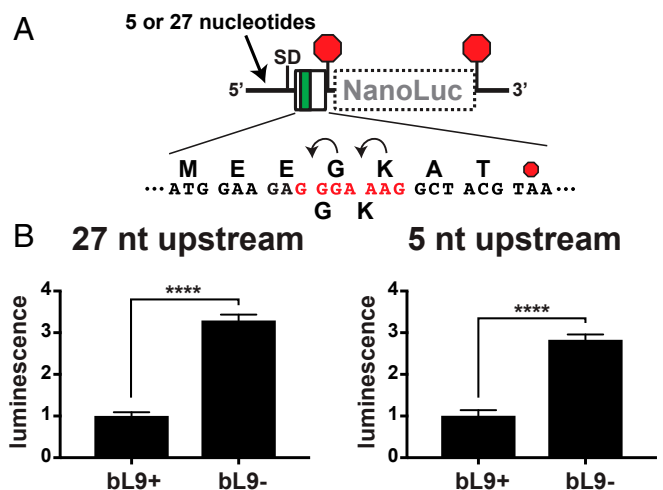 A
5 or 27 nucleotides
SD
5' NanoLuc 3'
M E E G K A T
···ATG GAA GAG GGA AAG GCT ACG TAA···
G K
B 27 nt upstream 5 nt upstream
luminescence
4
3
2
1
0
****
bL9+ bL9-
luminescence
4
3
2
1
0
****
bL9+ bL9-